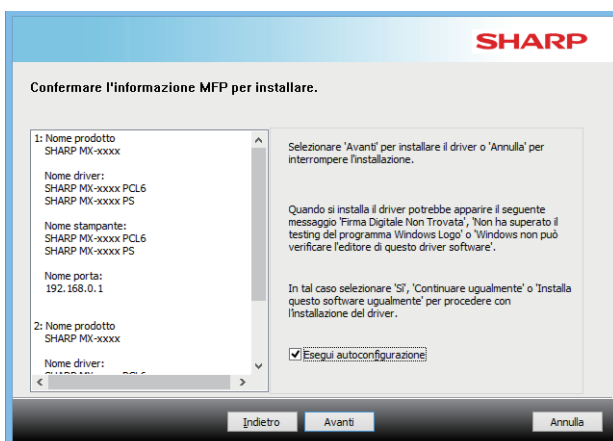 SHARP
Confermare l'informazione MFP per installare.
1: Nome prodotto
SHARP MX-xxxx
Nome driver:
SHARP MX-xxxx PCL6
SHARP MX-xxxx PS
Nome stampante:
SHARP MX-xxxx PCL6
SHARP MX-xxxx PS
Nome porta:
192.168.0.1
2: Nome prodotto
SHARP MX-xxxx
Nome driver:
Selezionare 'Avanti' per installare il driver o 'Annulla' per
interrompere l'installazione.
Quando si installa il driver potrebbe apparire il seguente
messaggio 'Firma Digitale Non Trovata', 'Non ha superato il
testing del programma Windows Logo' o 'Windows non può
verificare l'editore di questo driver software'.
In tal caso selezionare 'Sì', 'Continuare ugualmente' o 'Installa
questo software ugualmente' per procedere con
l'installazione del driver.
Esegui autoconfigurazione
Indietro
Avanti
Annulla